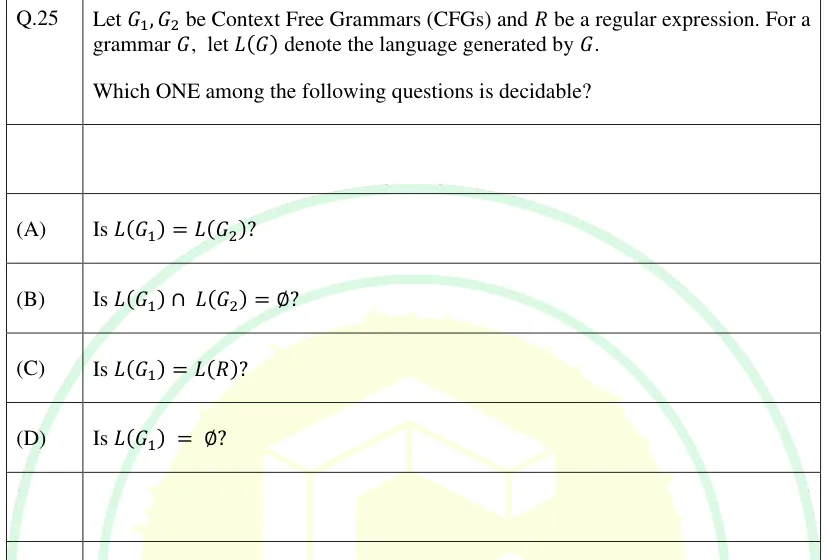 Q.25 Let 𝐺₁, 𝐺₂ be Context Free Grammars (CFGs) and 𝑅 be a regular expression. For a
grammar 𝐺, let 𝐿(𝐺) denote the language generated by 𝐺.
Which ONE among the following questions is decidable?
(A) Is 𝐿(𝐺₁) = 𝐿(𝐺₂)?
(B) Is 𝐿(𝐺₁) ∩ 𝐿(𝐺₂) = ∅?
(C) Is 𝐿(𝐺₁) = 𝐿(𝑅)?
(D) Is 𝐿(𝐺₁) = ∅?